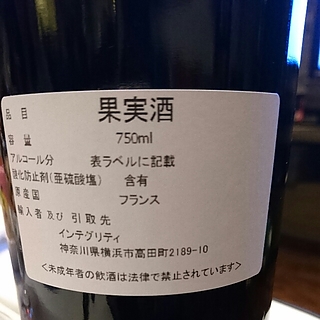 品目 果実酒
容量 750ml
アルコール分 表ラベルに記載
酸化防止剤(亜硫酸塩) 含有
原産国 フランス
輸入者及び引取先
インテグリティ
神奈川県横浜市高田町2189-10
<未成年者の飲酒は法律で禁止されています>